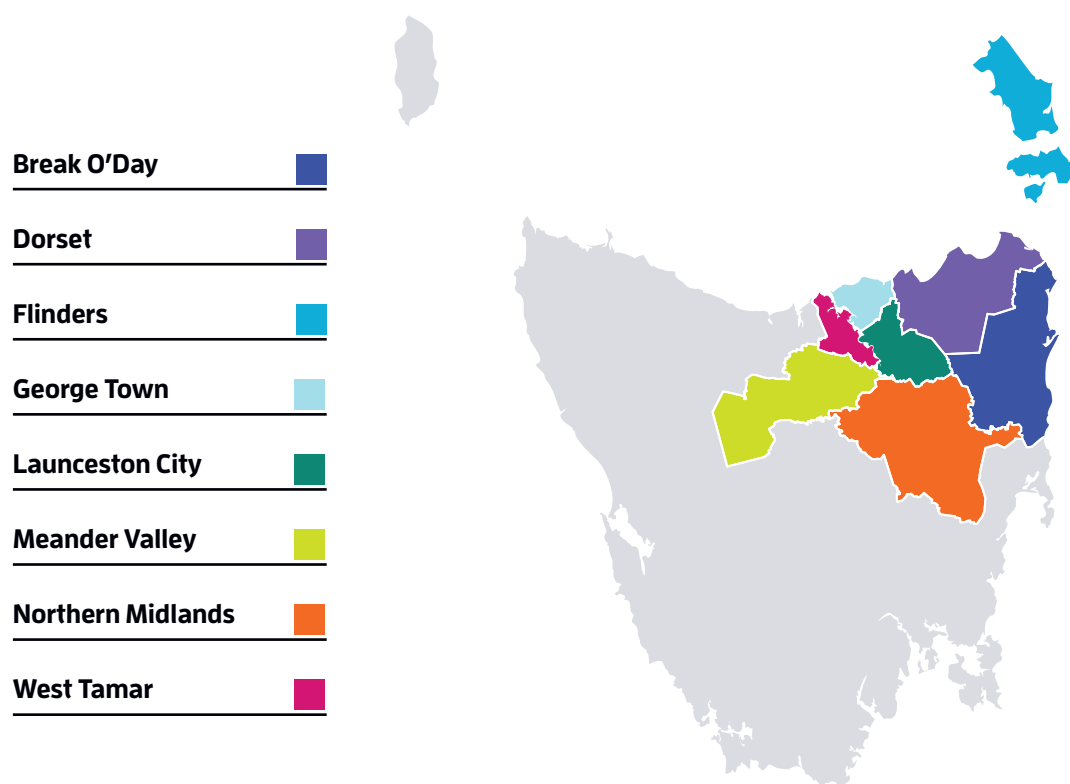 Break O'Day
Dorset
Flinders
George Town
Launceston City
Meander Valley
Northern Midlands
West Tamar